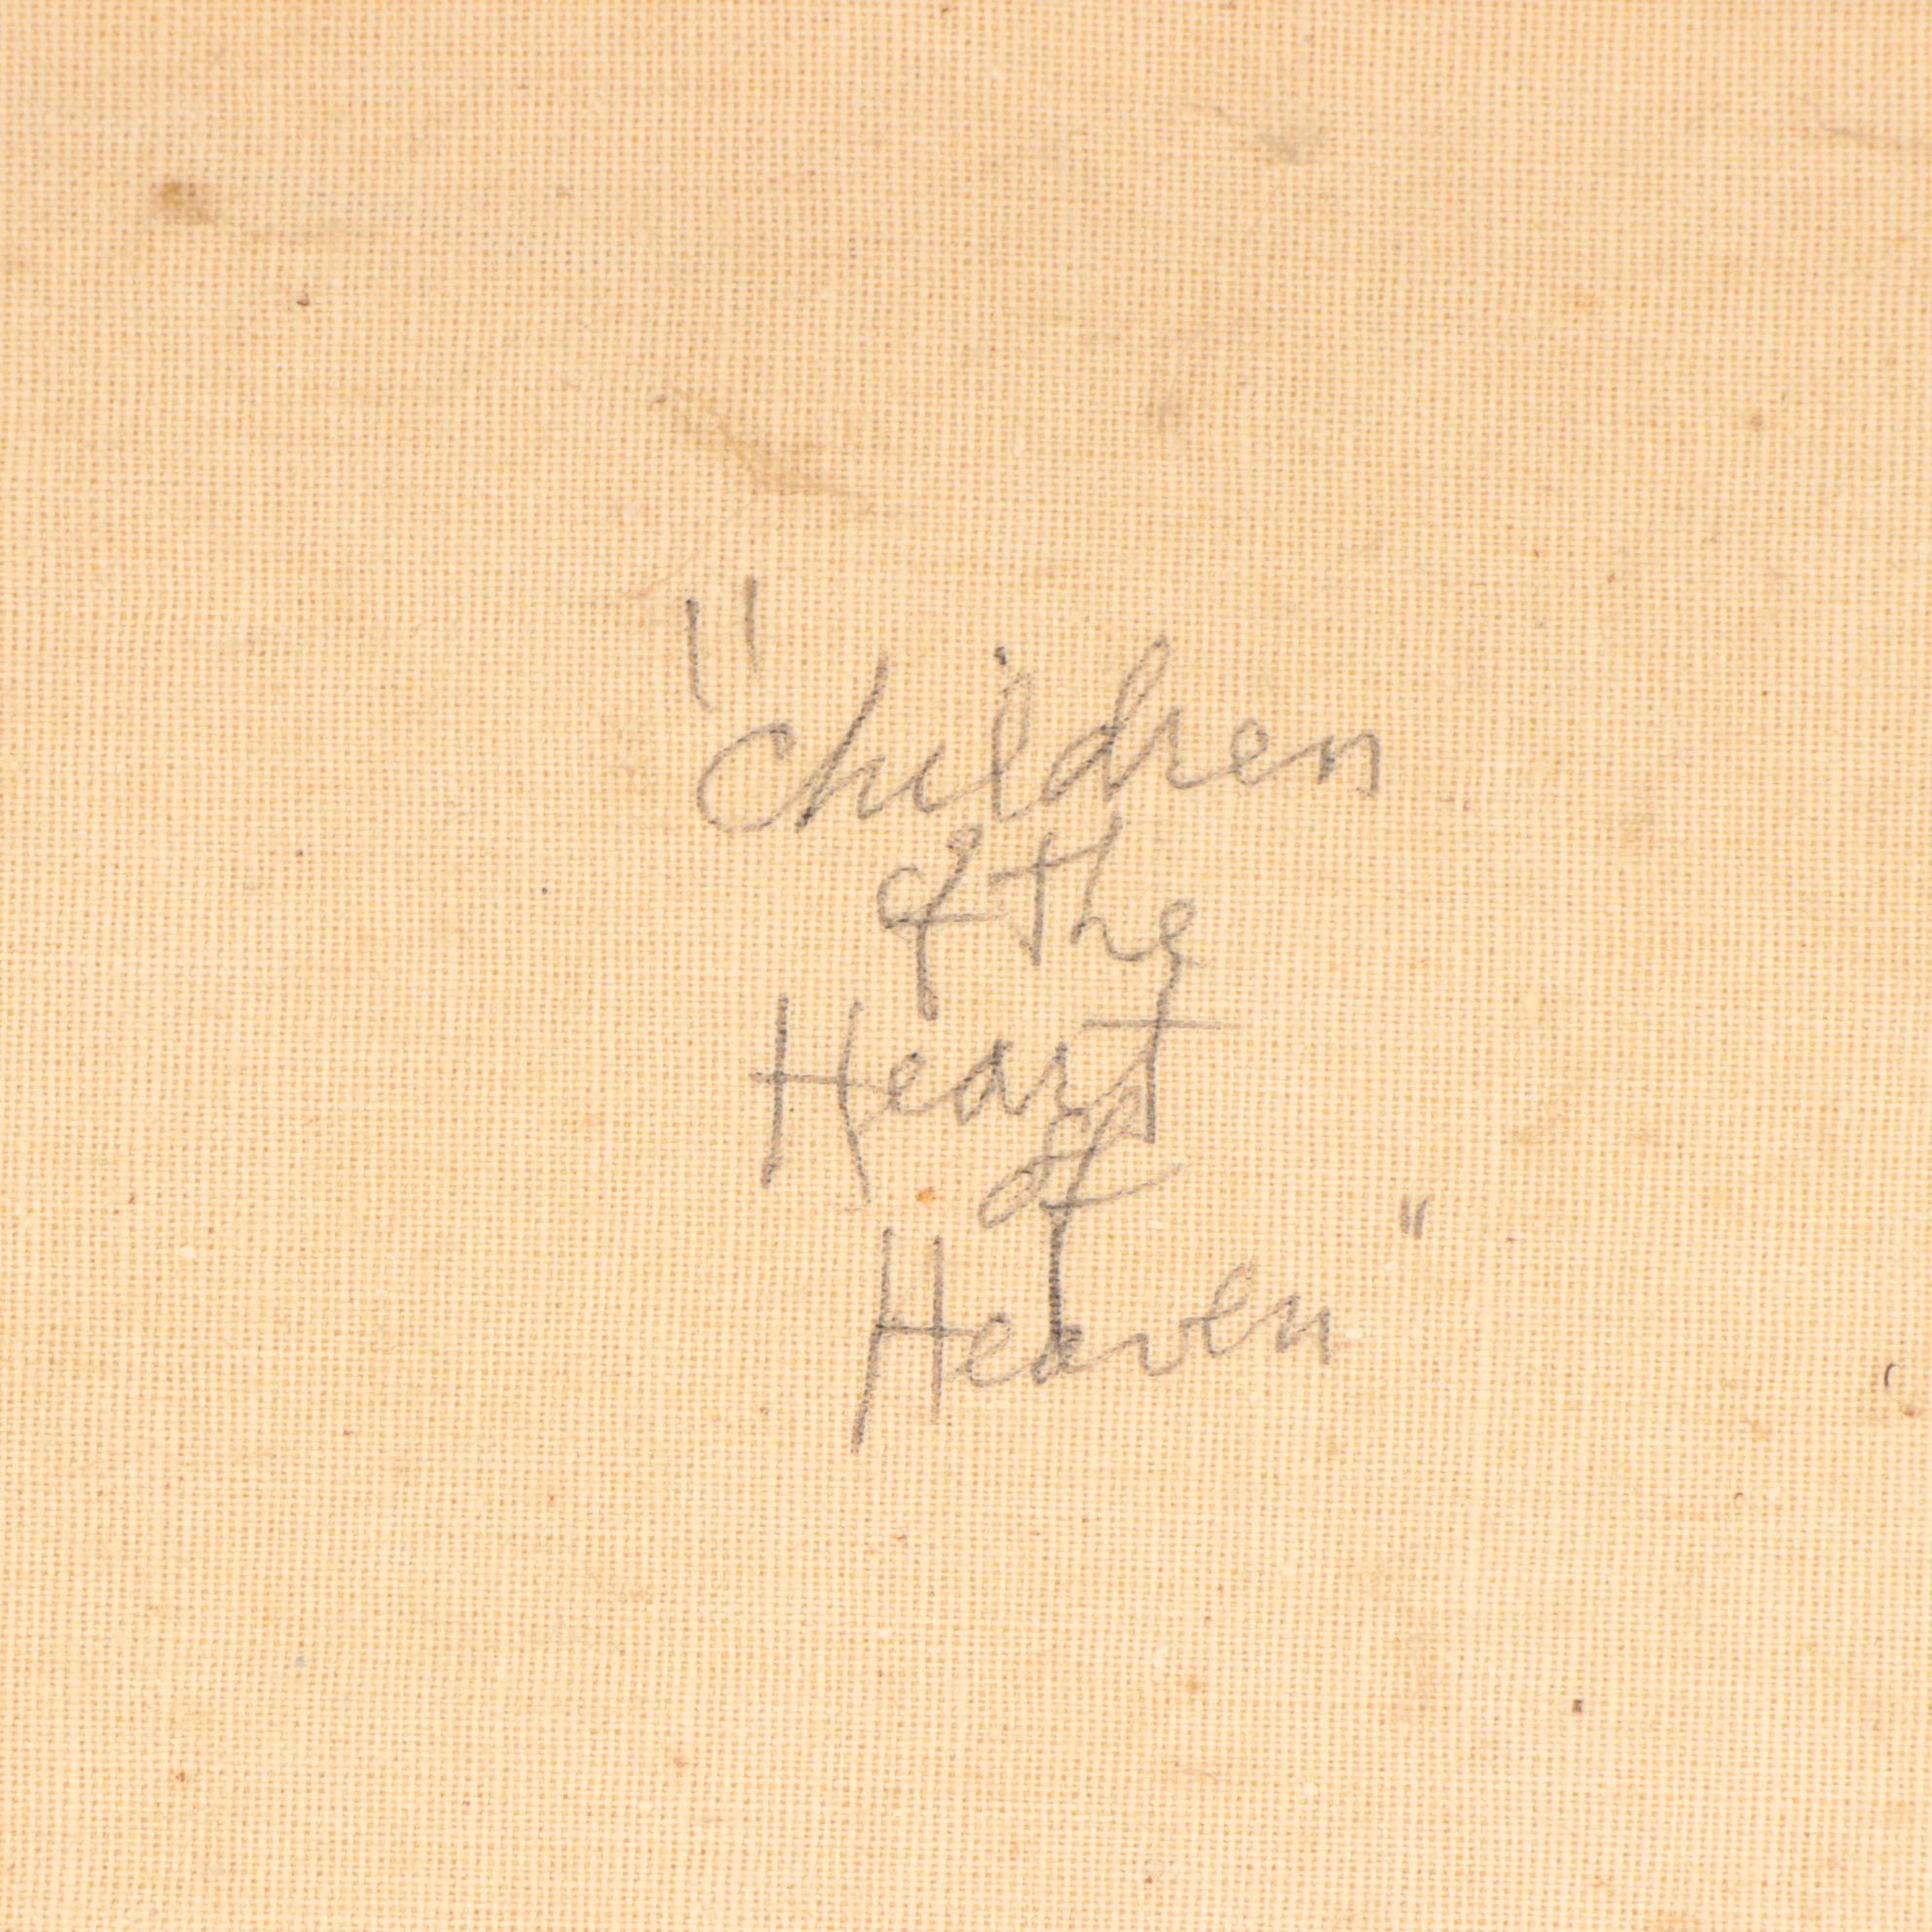 "Children
of the
Heart
of
Heaven"